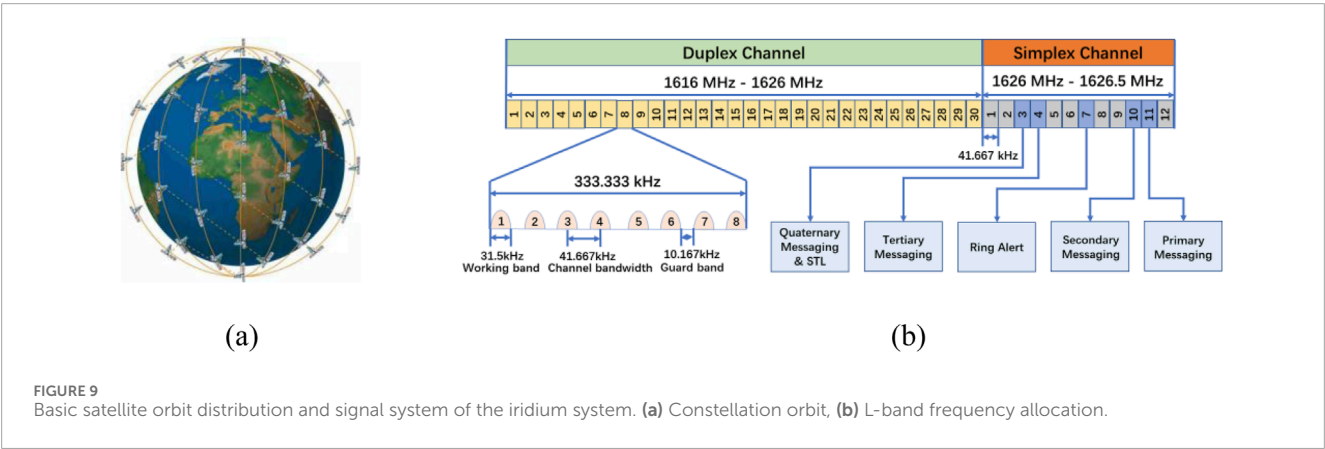 Duplex Channel Simplex Channel
1616 MHz - 1626 MHz 1626 MHz - 1626.5 MHz
1 2 3 4 5 6 7 8 9 10 11 12 13 14 15 16 17 18 19 20 21 22 23 24 25 26 27 28 29 30 1 2 3 4 5 6 7 8 9 10 11 12
41.667 kHz
333.333 kHz
1 2 3 4 5 6 7 8
31.5kHz
Working band
41.667kHz
Channel bandwidth
10.167kHz
Guard band
Quaternary
Messaging
& STL
Tertiary
Messaging
Ring Alert
Secondary
Messaging
Primary
Messaging
(a) (b)
FIGURE 9
Basic satellite orbit distribution and signal system of the iridium system. (a) Constellation orbit, (b) L-band frequency allocation.